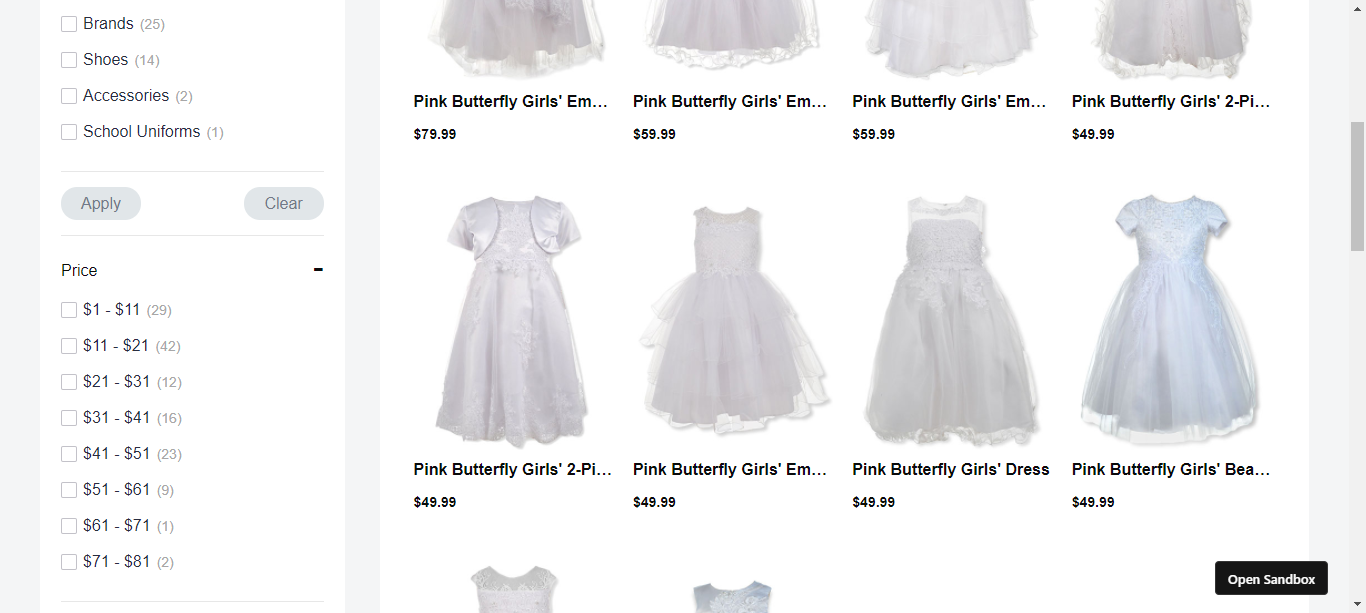 Brands (25)
Shoes (14)
Accessories (2)
School Uniforms (1)
Apply Clear
Price -
$1 - $11 (29)
$11 - $21 (42)
$21 - $31 (12)
$31 - $41 (16)
$41 - $51 (23)
$51 - $61 (9)
$61 - $71 (1)
$71 - $81 (2)
Pink Butterfly Girls' Em... Pink Butterfly Girls' Em... Pink Butterfly Girls' Em... Pink Butterfly Girls' 2-Pi...
$79.99 $59.99 $59.99 $49.99
Pink Butterfly Girls' 2-Pi... Pink Butterfly Girls' Em... Pink Butterfly Girls' Dress Pink Butterfly Girls' Bea...
$49.99 $49.99 $49.99 $49.99
Open Sandbox